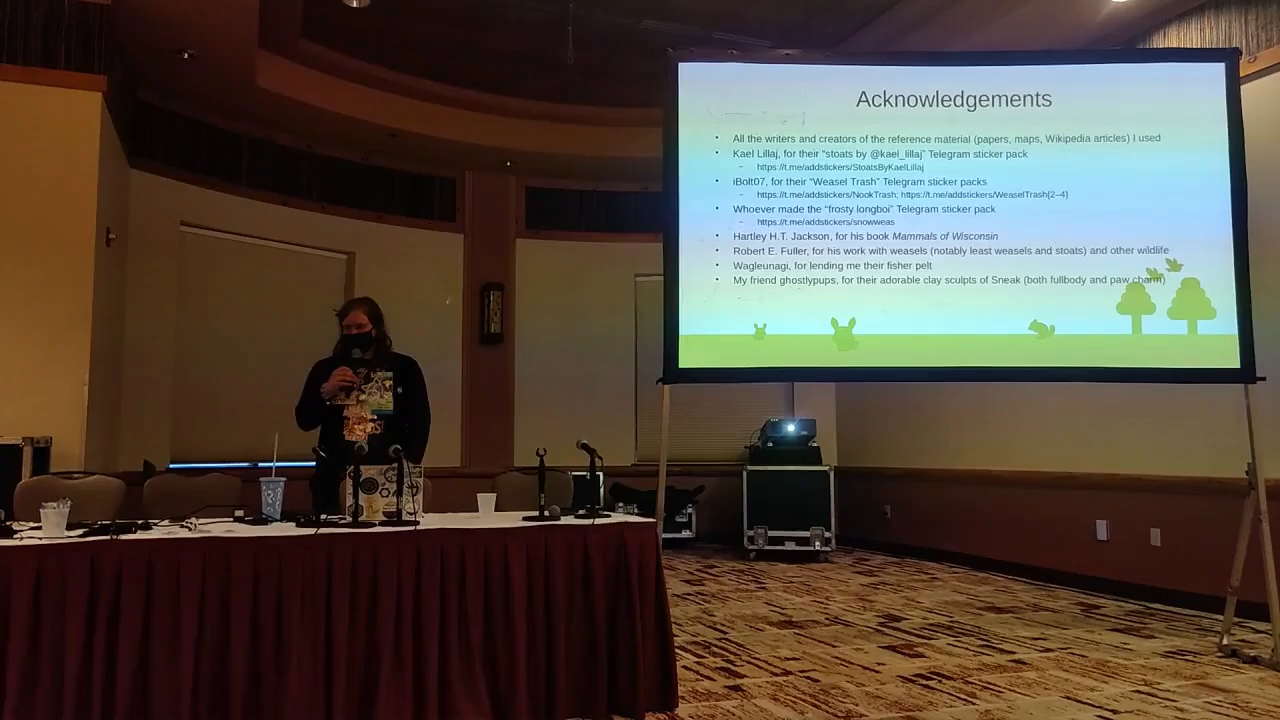 Acknowledgements
• All the writers and creators of the reference material (papers, maps, Wikipedia articles) I used
• Kael Lillaj, for their “stoats by @kael_lillaj” Telegram sticker pack
– https://t.me/addstickers/StoatsByKaelLillaj
• iBolt07, for their “Weasel Trash” Telegram sticker packs
– https://t.me/addstickers/NookTrash; https://t.me/addstickers/WeaselTrash{2–4}
• Whoever made the “frosty longboi” Telegram sticker pack
– https://t.me/addstickers/snowweas
• Hartley H.T. Jackson, for his book Mammals of Wisconsin
• Robert E. Fuller, for his work with weasels (notably least weasels and stoats) and other wildlife
• Wagleunagi, for lending me their fisher pelt
• My friend ghostlypups, for their adorable clay sculpts of Sneak (both fullbody and paw charm)